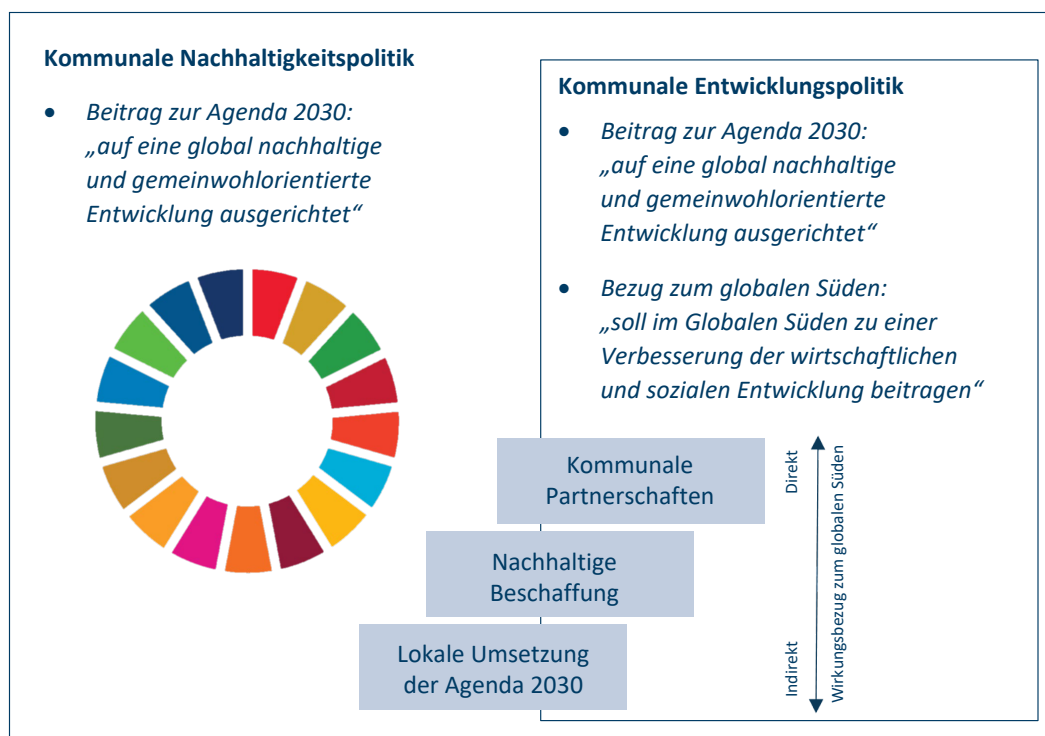 Kommunale Nachhaltigkeitspolitik
• Beitrag zur Agenda 2030:
„auf eine global nachhaltige
und gemeinwohlorientierte
Entwicklung ausgerichtet“
Kommunale Entwicklungspolitik
• Beitrag zur Agenda 2030:
„auf eine global nachhaltige
und gemeinwohlorientierte
Entwicklung ausgerichtet“
• Bezug zum globalen Süden:
„soll im Globalen Süden zu einer
Verbesserung der wirtschaftlichen
und sozialen Entwicklung beitragen“
Kommunale
Partnerschaften
Nachhaltige
Beschaffung
Lokale Umsetzung
der Agenda 2030
Direkt
Indirekt
Wirkungsbezug zum globalen Süden